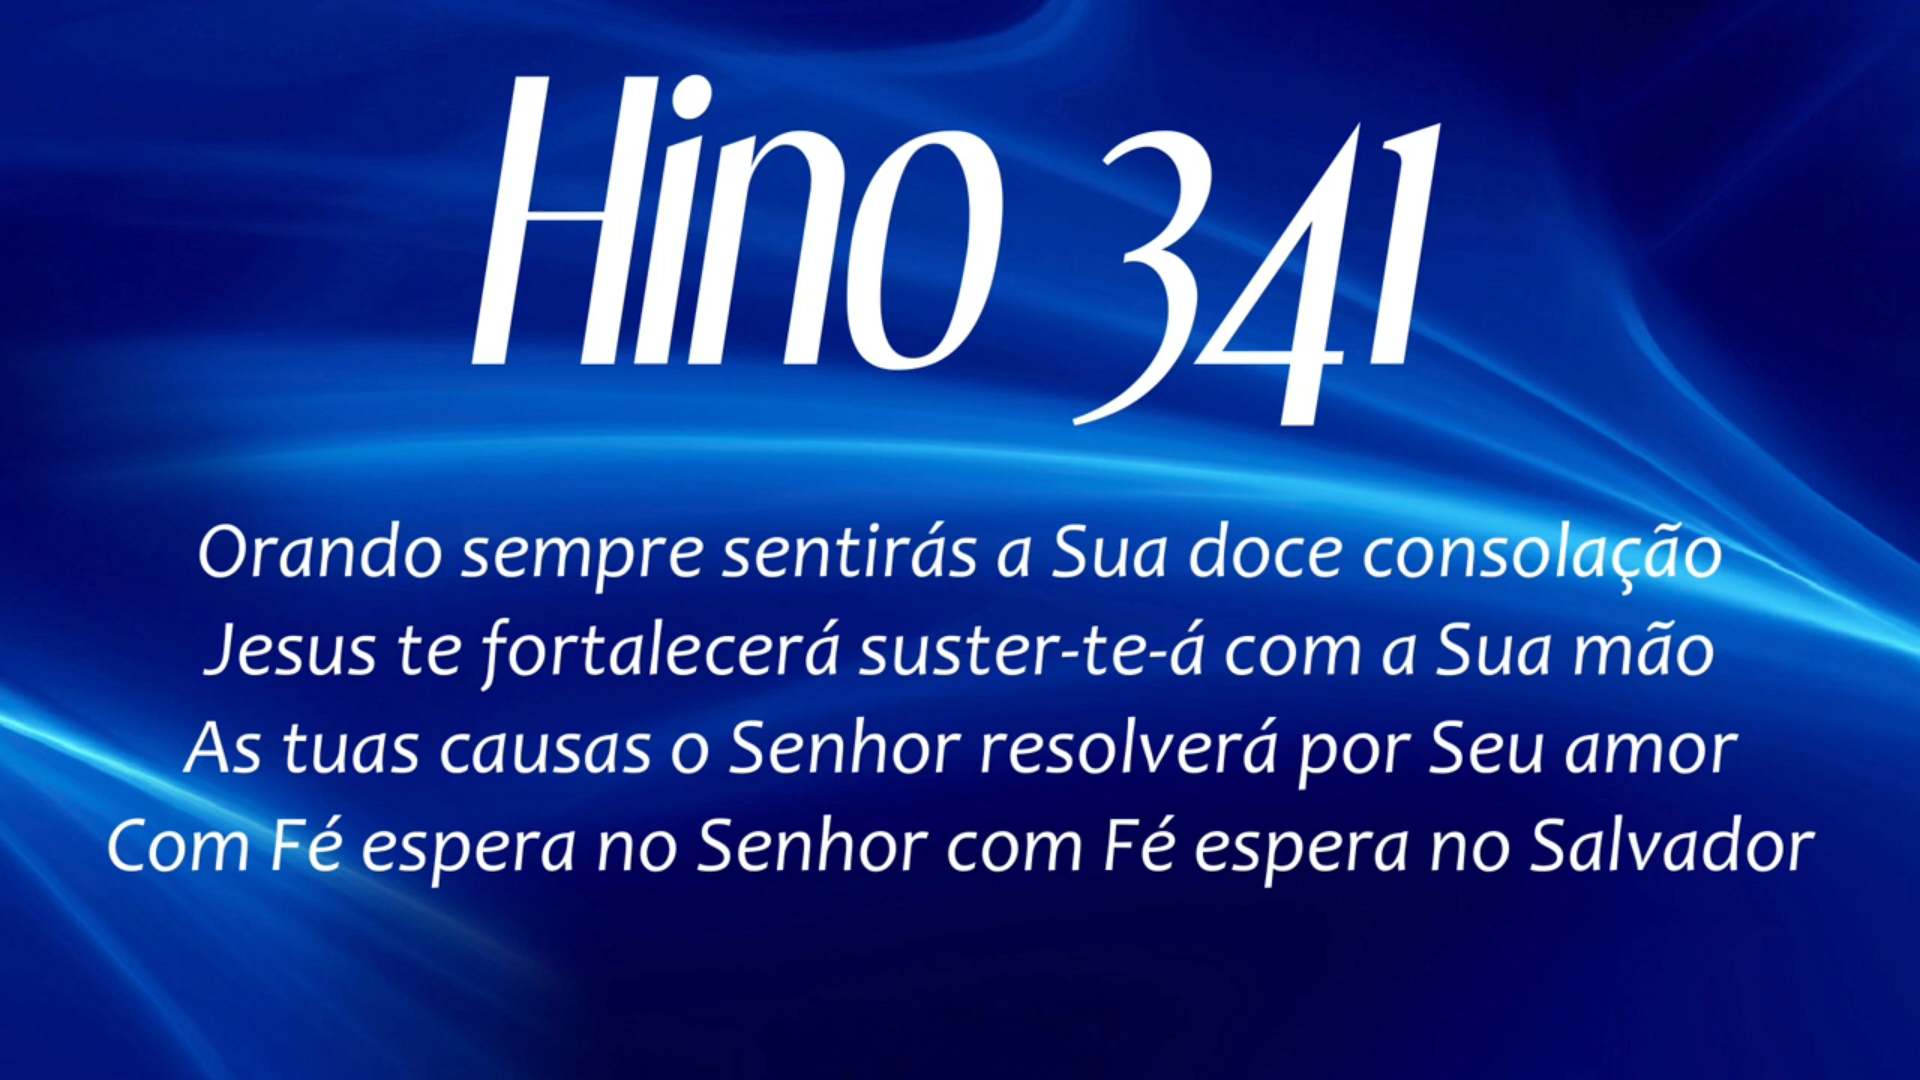 Hino 341
Orando sempre sentirás a Sua doce consolação
Jesus te fortalecerá suster-te-á com a Sua mão
As tuas causas o Senhor resolverá por Seu amor
Com Fé espera no Senhor com Fé espera no Salvador